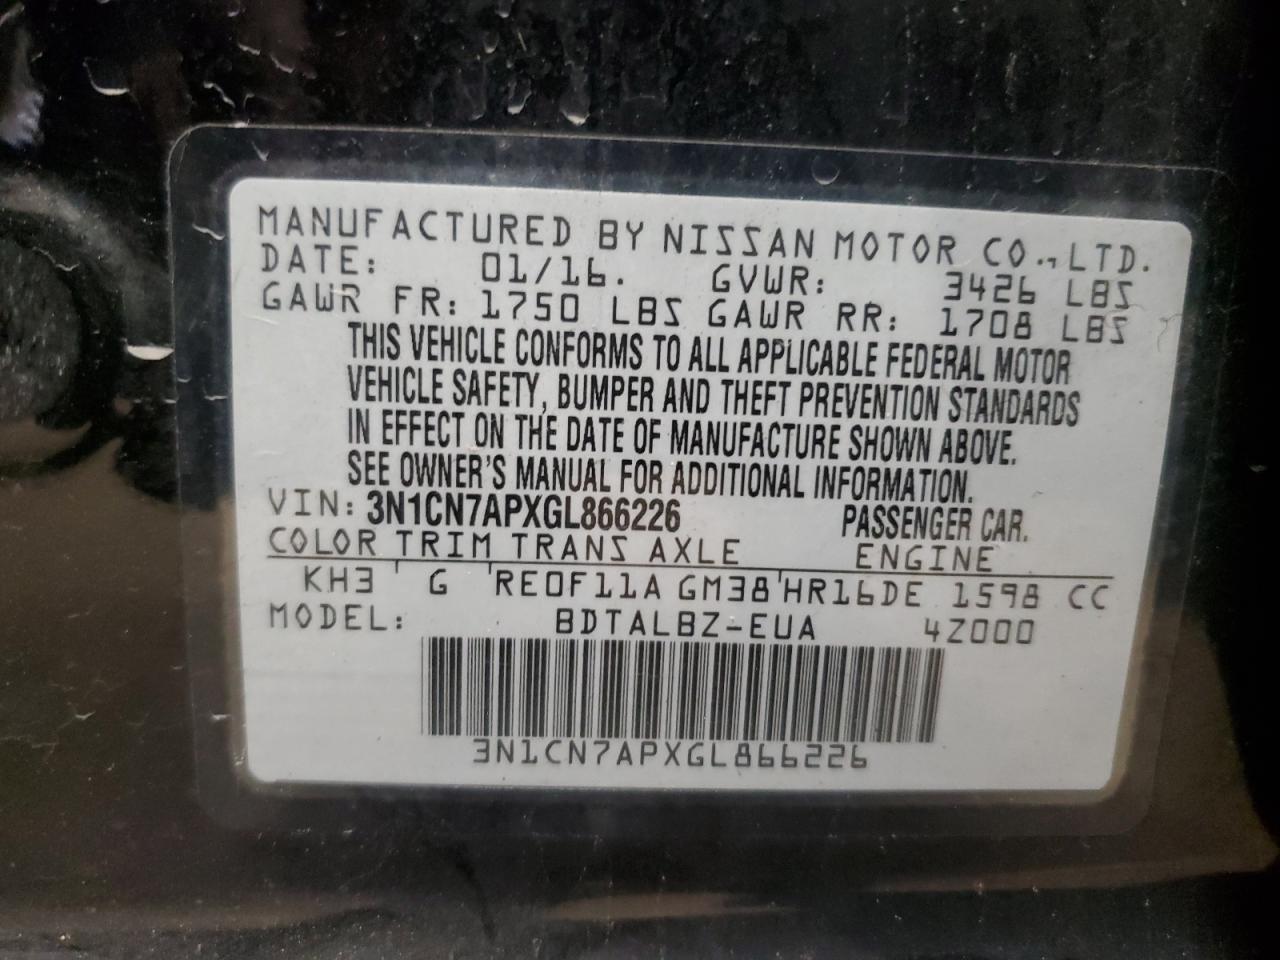 MANUFACTURED BY NISSAN MOTOR CO., LTD.
DATE: 01/16. GVWR: 3426 LBS
GAWR FR: 1750 LBS GAWR RR: 1708 LBS
THIS VEHICLE CONFORMS TO ALL APPLICABLE FEDERAL MOTOR
VEHICLE SAFETY, BUMPER AND THEFT PREVENTION STANDARDS
IN EFFECT ON THE DATE OF MANUFACTURE SHOWN ABOVE.
SEE OWNER'S MANUAL FOR ADDITIONAL INFORMATION.
VIN: 3N1CN7APXGL866226 PASSENGER CAR.
COLOR TRIM TRANS AXLE ENGINE
KH3 G RE0F11A GM38 HR16DE 1598 CC
MODEL: BDTALBZ-EUA 4Z000
3N1CN7APXGL866226